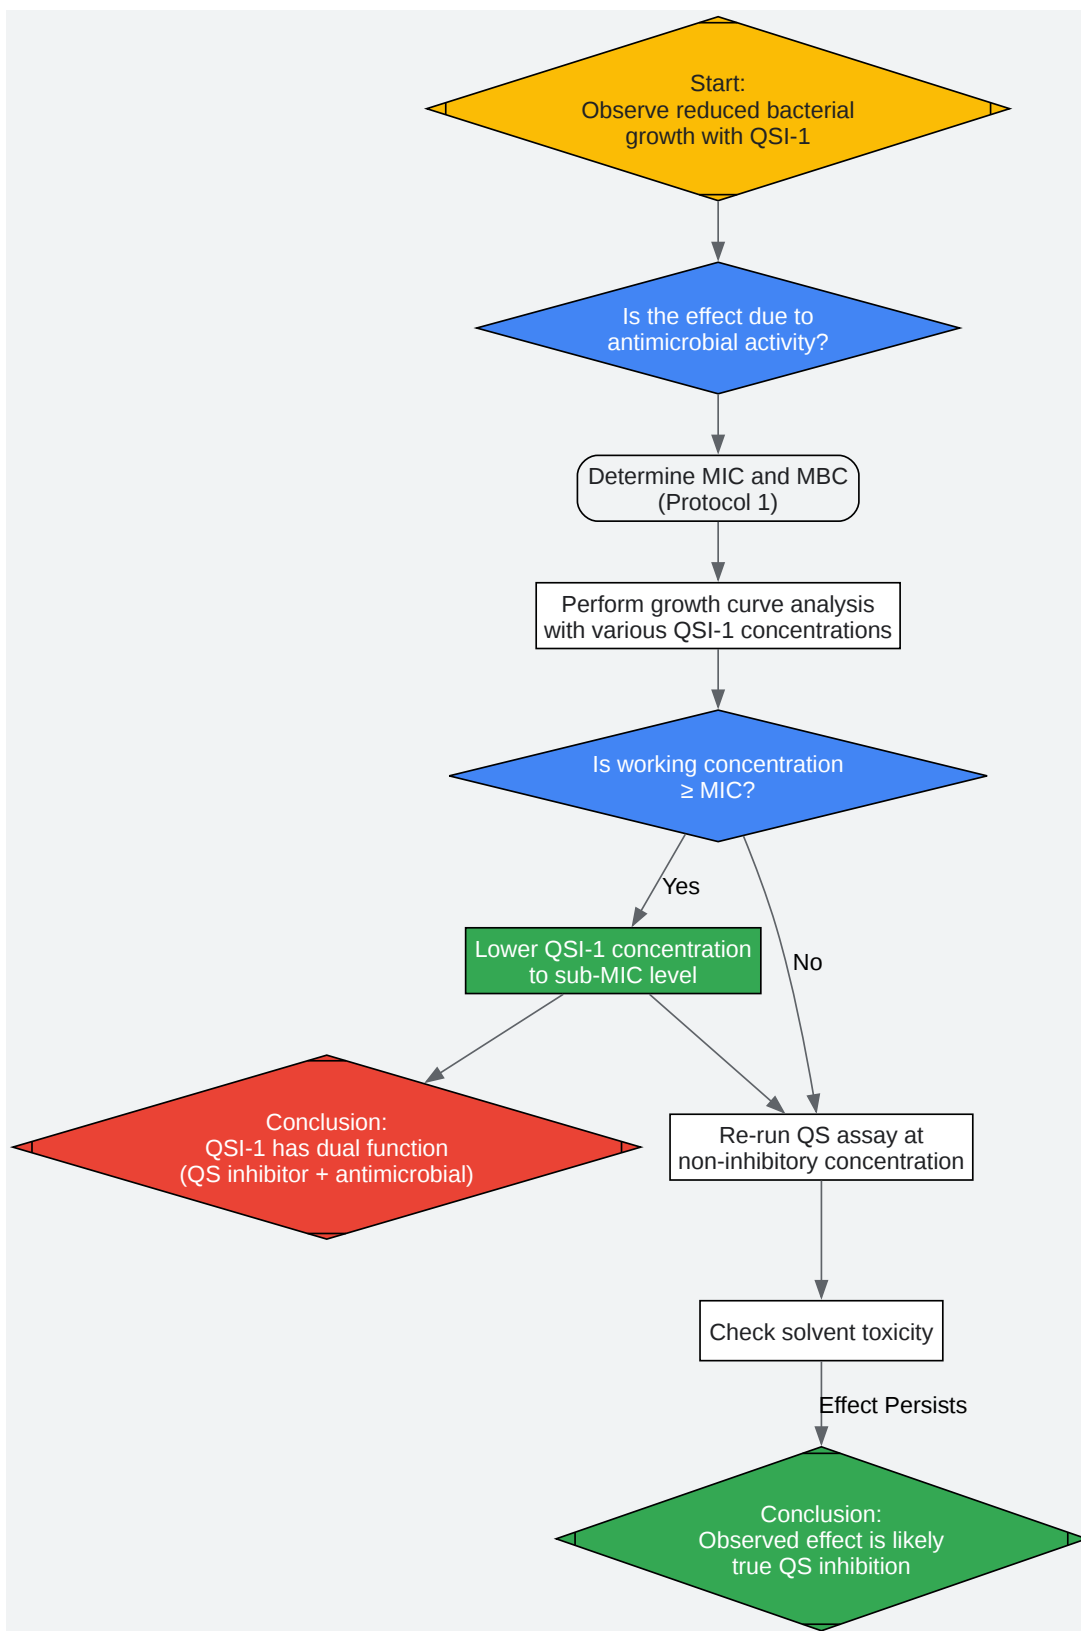 Start:
Observe reduced bacterial
growth with QSI-1
Is the effect due to
antimicrobial activity?
Determine MIC and MBC
(Protocol 1)
Perform growth curve analysis
with various QSI-1 concentrations
Is working concentration
≥ MIC?
Yes
No
Lower QSI-1 concentration
to sub-MIC level
Conclusion:
QSI-1 has dual function
(QS inhibitor + antimicrobial)
Re-run QS assay at
non-inhibitory concentration
Check solvent toxicity
Effect Persists
Conclusion:
Observed effect is likely
true QS inhibition